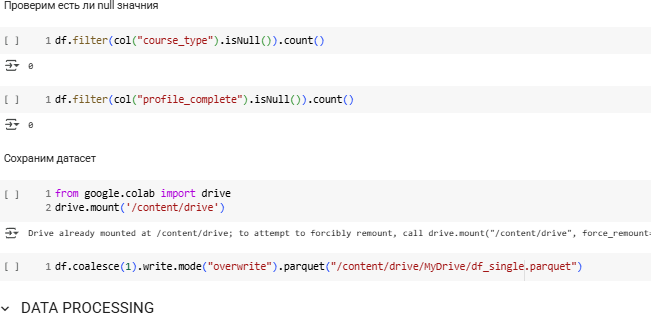 Проверим есть ли null значния
[ ] 1 df.filter(col("course_type").isNull()).count()
0
[ ] 1 df.filter(col("profile_complete").isNull()).count()
0
Сохраним датасет
[ ] 1 from google.colab import drive
2 drive.mount('/content/drive')
Drive already mounted at /content/drive; to attempt to forcibly remount, call drive.mount("/content/drive", force_remount=
[ ] 1 df.coalesce(1).write.mode("overwrite").parquet("/content/drive/MyDrive/df_single.parquet")
DATA PROCESSING